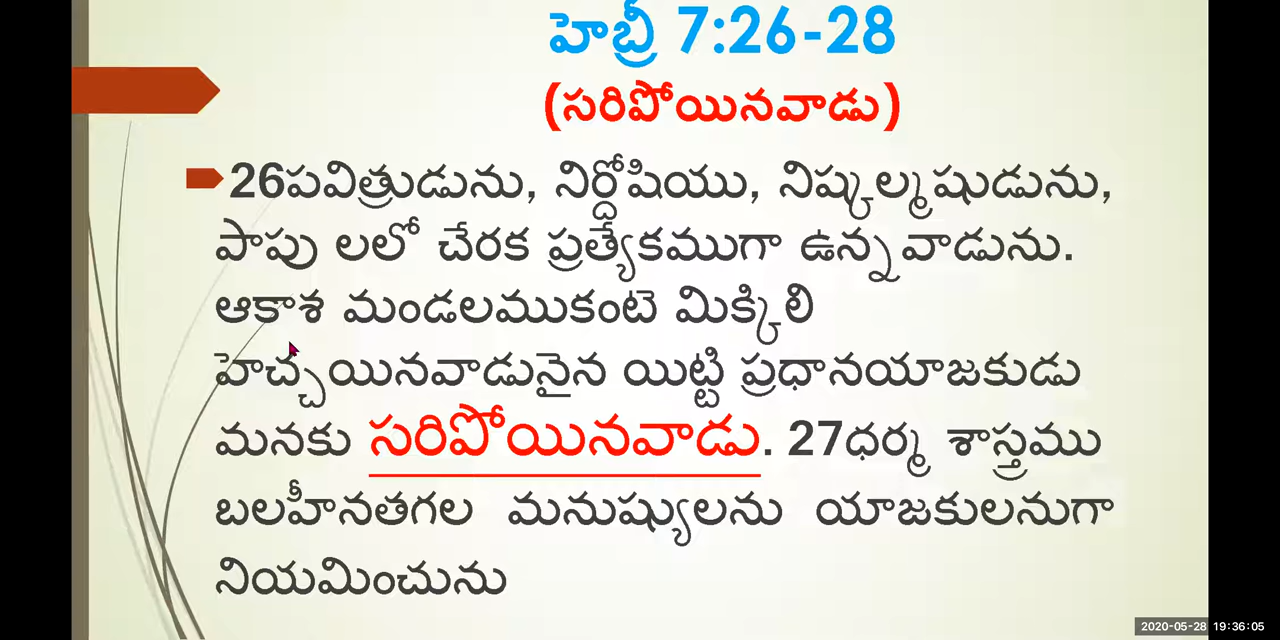 హెబ్రీ 7:26-28
(సరిపోయినవాడు)
26పవిత్రుడును, నిర్దోషియు, నిష్కల్మషుడును,
పాపు లలో చేరక ప్రత్యేకముగా ఉన్నవాడును.
ఆకాశ మండలముకంటె మిక్కిలి
హెచ్చయినవాడునైన యిట్టి ప్రధానయాజకుడు
మనకు సరిపోయినవాడు. 27ధర్మ శాస్త్రము
బలహీనతగల మనుష్యులను యాజకులనుగా
నియమించును
2020-05-28 19:36:05